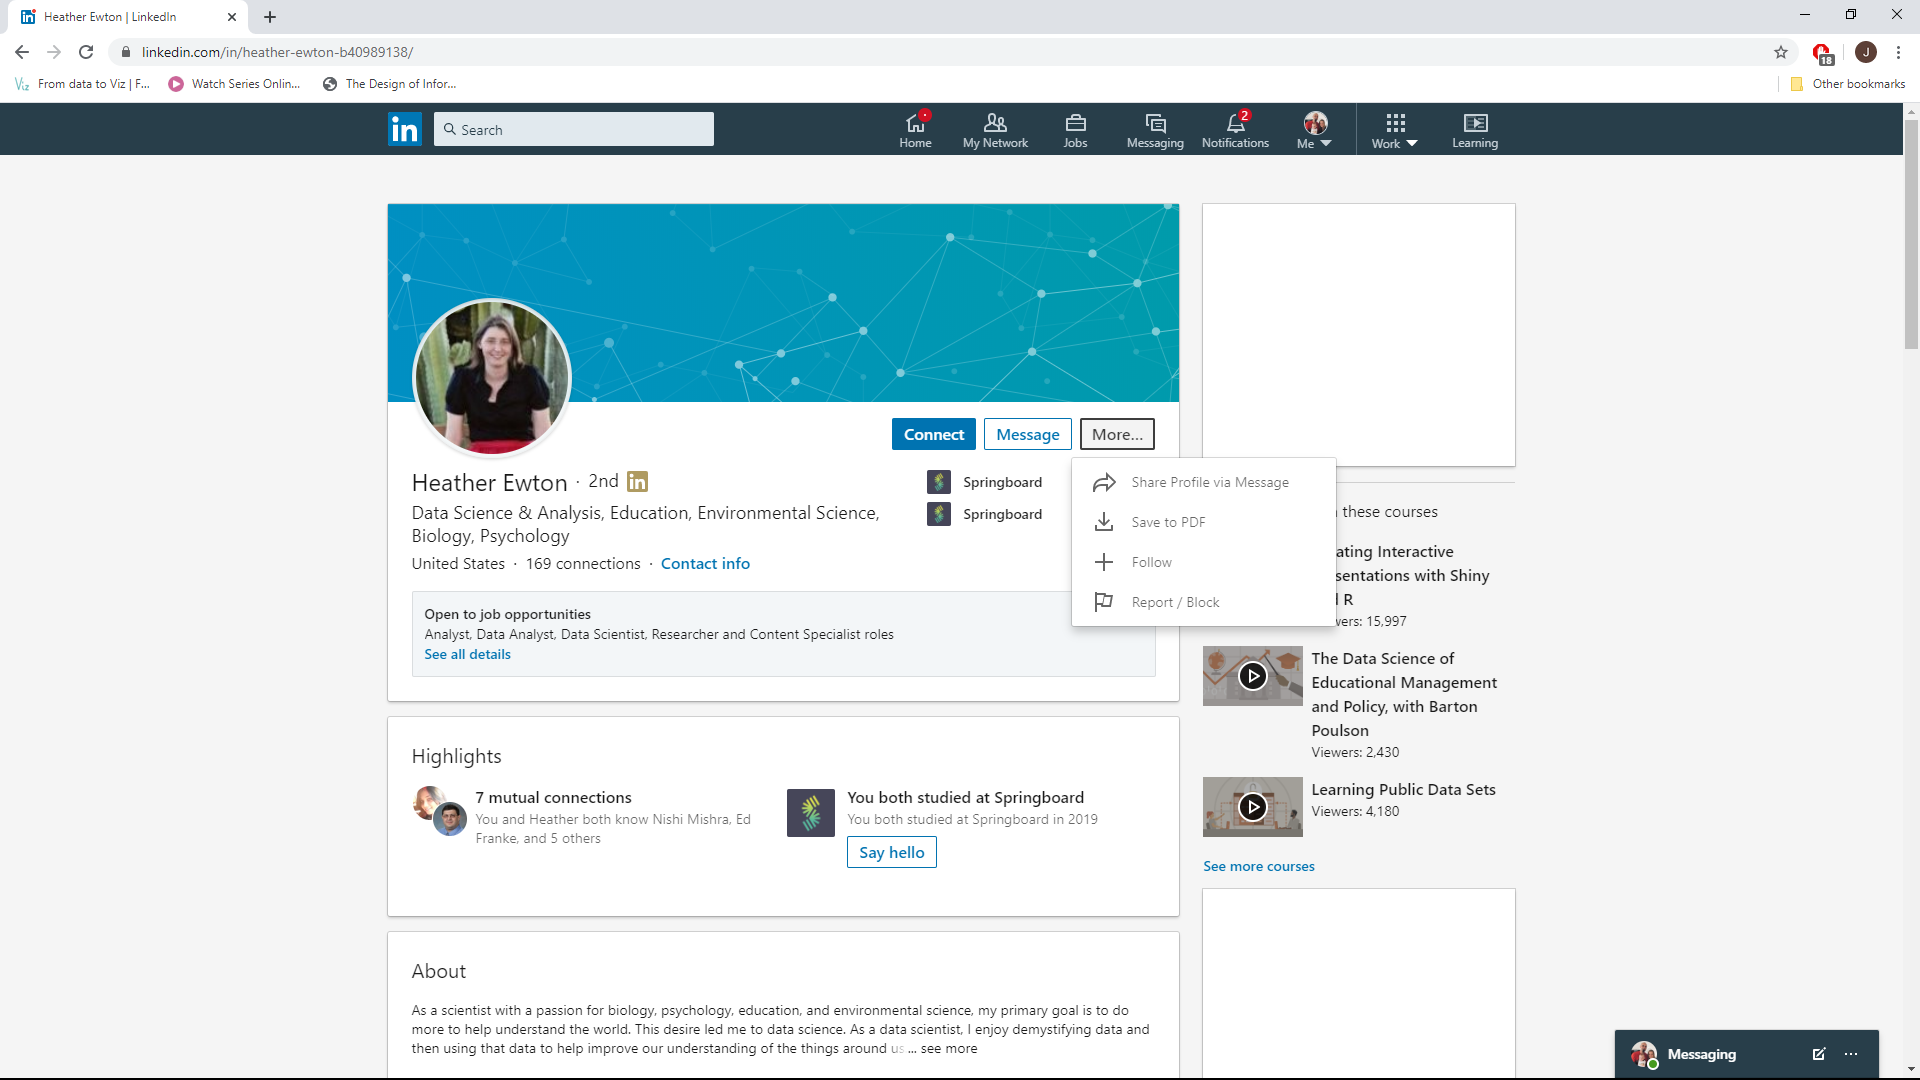 Heather Ewton | LinkedIn
linkedin.com/in/heather-ewton-b40989138/
18
J
From data to Viz | F...
Watch Series Online...
The Design of Infor...
Other bookmarks
in
Search
Home
My Network
Jobs
Messaging
2
Notifications
Me
Work
Learning
Connect
Message
More...
Heather Ewton · 2nd in
Data Science & Analysis, Education, Environmental Science,
Biology, Psychology
United States · 169 connections · Contact info
Springboard
Springboard
Share Profile via Message
Save to PDF
Follow
Report / Block
Open to job opportunities
Analyst, Data Analyst, Data Scientist, Researcher and Content Specialist roles
See all details
Highlights
7 mutual connections
You and Heather both know Nishi Mishra, Ed
Franke, and 5 others
You both studied at Springboard
You both studied at Springboard in 2019
Say hello
About
As a scientist with a passion for biology, psychology, education, and environmental science, my primary goal is to do
more to help understand the world. This desire led me to data science. As a data scientist, I enjoy demystifying data and
then using that data to help improve our understanding of the things around us ... see more
these courses
ating Interactive
sentations with Shiny
R
wers: 15,997
The Data Science of
Educational Management
and Policy, with Barton
Poulson
Viewers: 2,430
Learning Public Data Sets
Viewers: 4,180
See more courses
Messaging